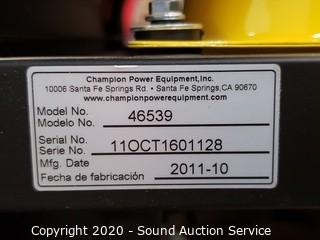 Champion Power Equipment,Inc.
10006 Santa Fe Springs Rd. • Santa Fe Springs,CA 90670
www.championpowerequipment.com
Model No.
Modelo No. 46539
Serial No.
Serie No. 11OCT1601128
Mfg. Date
Fecha de fabricación 2011-10
Copyright 2020 - Sound Auction Service